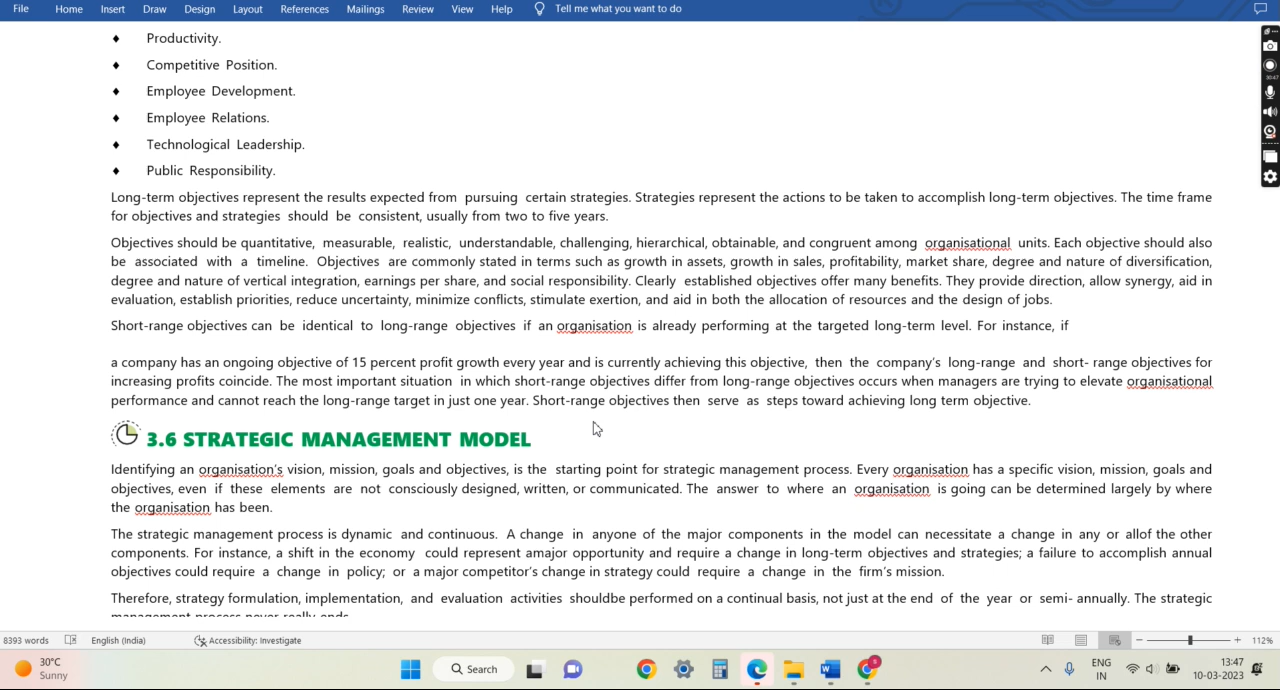 File Home Insert Draw Design Layout References Mailings Review View Help Tell me what you want to do
♦ Productivity.
♦ Competitive Position.
♦ Employee Development.
♦ Employee Relations.
♦ Technological Leadership.
♦ Public Responsibility.
Long-term objectives represent the results expected from pursuing certain strategies. Strategies represent the actions to be taken to accomplish long-term objectives. The time frame
for objectives and strategies should be consistent, usually from two to five years.
Objectives should be quantitative, measurable, realistic, understandable, challenging, hierarchical, obtainable, and congruent among organisational units. Each objective should also
be associated with a timeline. Objectives are commonly stated in terms such as growth in assets, growth in sales, profitability, market share, degree and nature of diversification,
degree and nature of vertical integration, earnings per share, and social responsibility. Clearly established objectives offer many benefits. They provide direction, allow synergy, aid in
evaluation, establish priorities, reduce uncertainty, minimize conflicts, stimulate exertion, and aid in both the allocation of resources and the design of jobs.
Short-range objectives can be identical to long-range objectives if an organisation is already performing at the targeted long-term level. For instance, if
a company has an ongoing objective of 15 percent profit growth every year and is currently achieving this objective, then the company's long-range and short- range objectives for
increasing profits coincide. The most important situation in which short-range objectives differ from long-range objectives occurs when managers are trying to elevate organisational
performance and cannot reach the long-range target in just one year. Short-range objectives then serve as steps toward achieving long term objective.
3.6 STRATEGIC MANAGEMENT MODEL
Identifying an organisation's vision, mission, goals and objectives, is the starting point for strategic management process. Every organisation has a specific vision, mission, goals and
objectives, even if these elements are not consciously designed, written, or communicated. The answer to where an organisation is going can be determined largely by where
the organisation has been.
The strategic management process is dynamic and continuous. A change in anyone of the major components in the model can necessitate a change in any or allof the other
components. For instance, a shift in the economy could represent amajor opportunity and require a change in long-term objectives and strategies; a failure to accomplish annual
objectives could require a change in policy; or a major competitor's change in strategy could require a change in the firm's mission.
Therefore, strategy formulation, implementation, and evaluation activities shouldbe performed on a continual basis, not just at the end of the year or semi- annually. The strategic
management process never really ends.
8393 words English (India) Accessibility: Investigate 112%
30°C
Sunny
Search
ENG
IN
13:47
10-03-2023